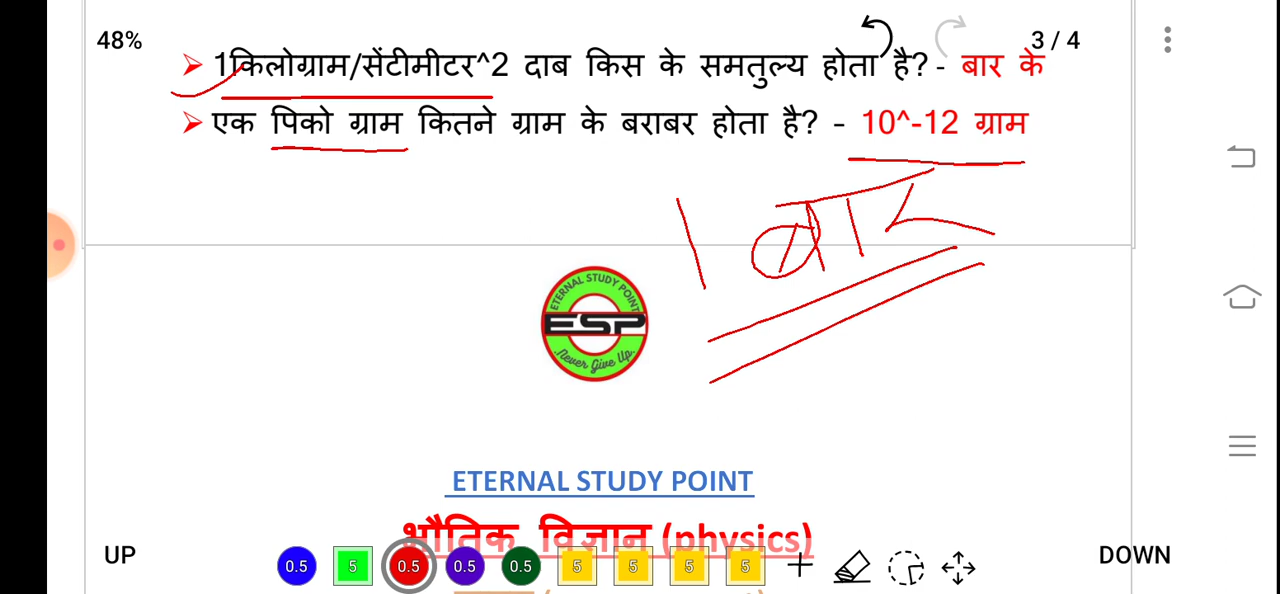 48%
3 / 4
➢ 1किलोग्राम/सेंटीमीटर^2 दाब किस के समतुल्य होता है? - बार के
➢ एक पिको ग्राम कितने ग्राम के बराबर होता है? – 10^-12 ग्राम
1 बार
ETERNAL STUDY POINT
ESP
Never Give Up
ETERNAL STUDY POINT
भौतिक विज्ञान (physics)
UP
0.5 5 0.5 0.5 0.5 5 5 5 5
DOWN